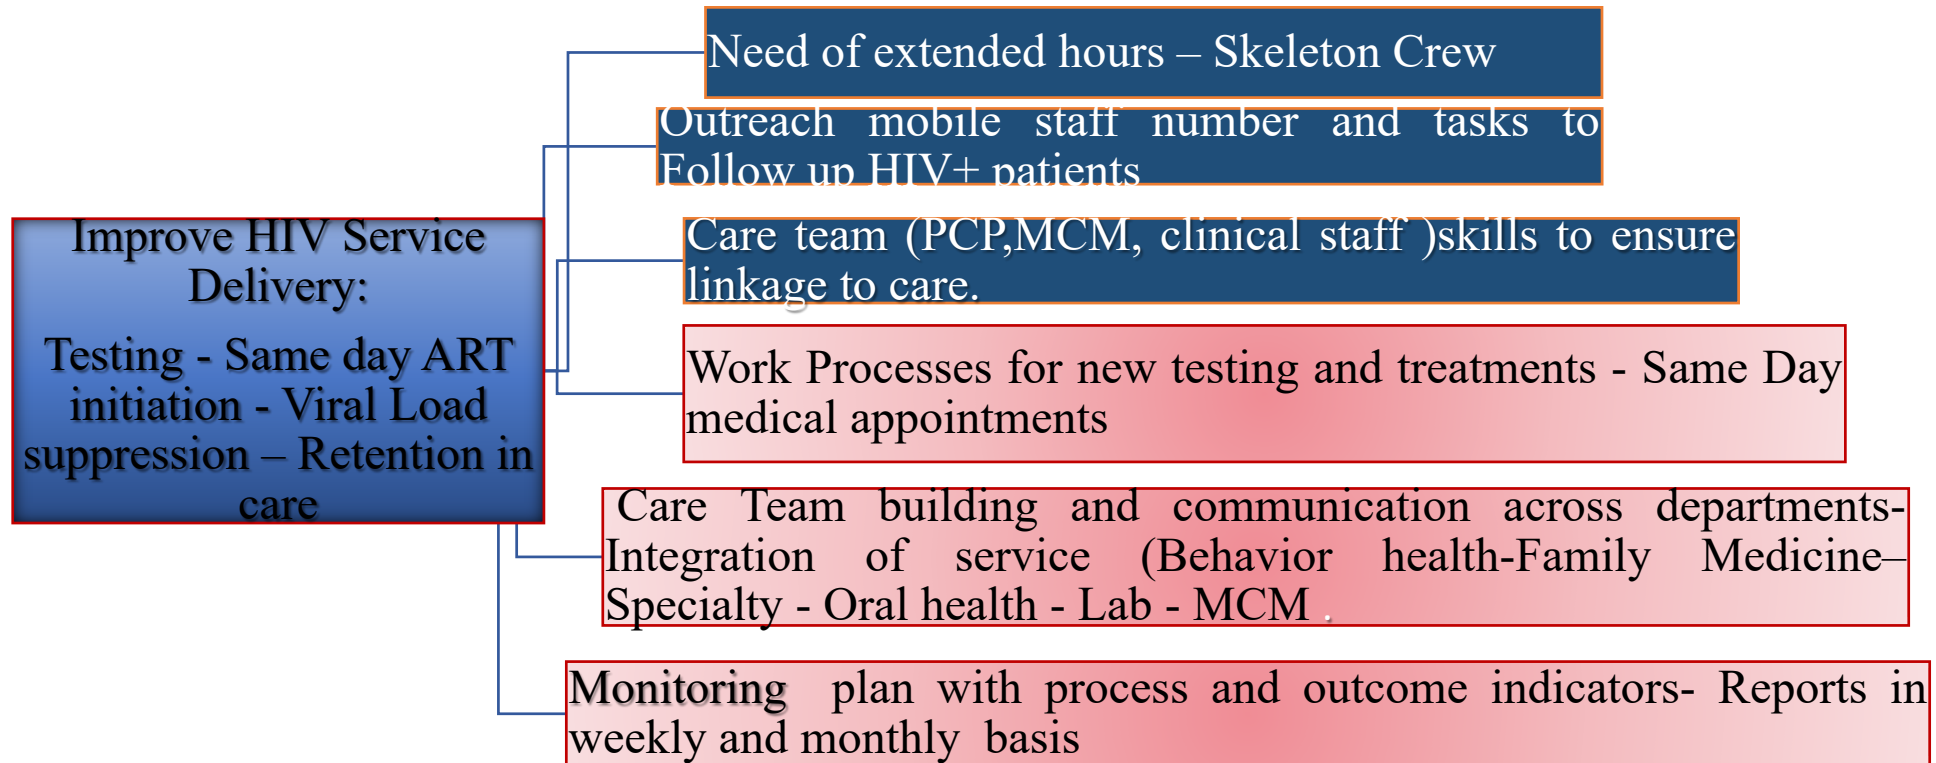 Improve HIV Service
Delivery:
Testing - Same day ART
initiation - Viral Load
suppression – Retention in
care
Need of extended hours – Skeleton Crew
Outreach mobile staff number and tasks to
Follow up HIV+ patients
Care team (PCP,MCM, clinical staff )skills to ensure
linkage to care.
Work Processes for new testing and treatments - Same Day
medical appointments
Care Team building and communication across departments-
Integration of service (Behavior health-Family Medicine–
Specialty - Oral health - Lab - MCM .
Monitoring plan with process and outcome indicators- Reports in
weekly and monthly basis